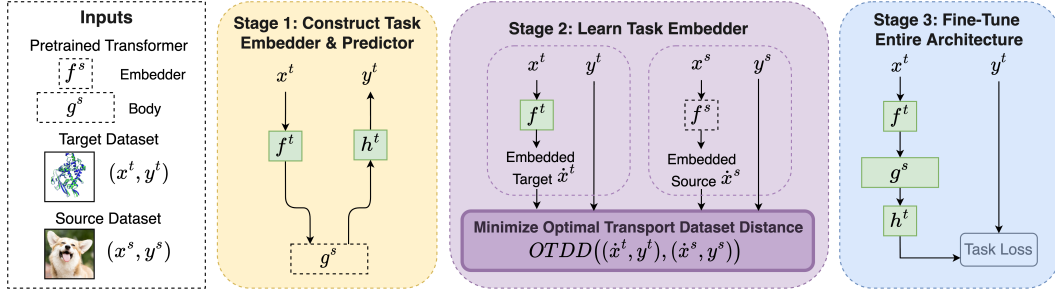 Inputs
Pretrained Transformer
f^s Embedder
g^s Body
Target Dataset
(x^t, y^t)
Source Dataset
(x^s, y^s)
Stage 1: Construct Task
Embedder & Predictor
x^t y^t
f^t h^t
g^s
Stage 2: Learn Task Embedder
x^t y^t x^s y^s
f^t f^s
Embedded
Target ẋ^t
Embedded
Source ẋ^s
Minimize Optimal Transport Dataset Distance
OTDD((ẋ^t, y^t), (ẋ^s, y^s))
Stage 3: Fine-Tune
Entire Architecture
x^t y^t
f^t
g^s
h^t
Task Loss